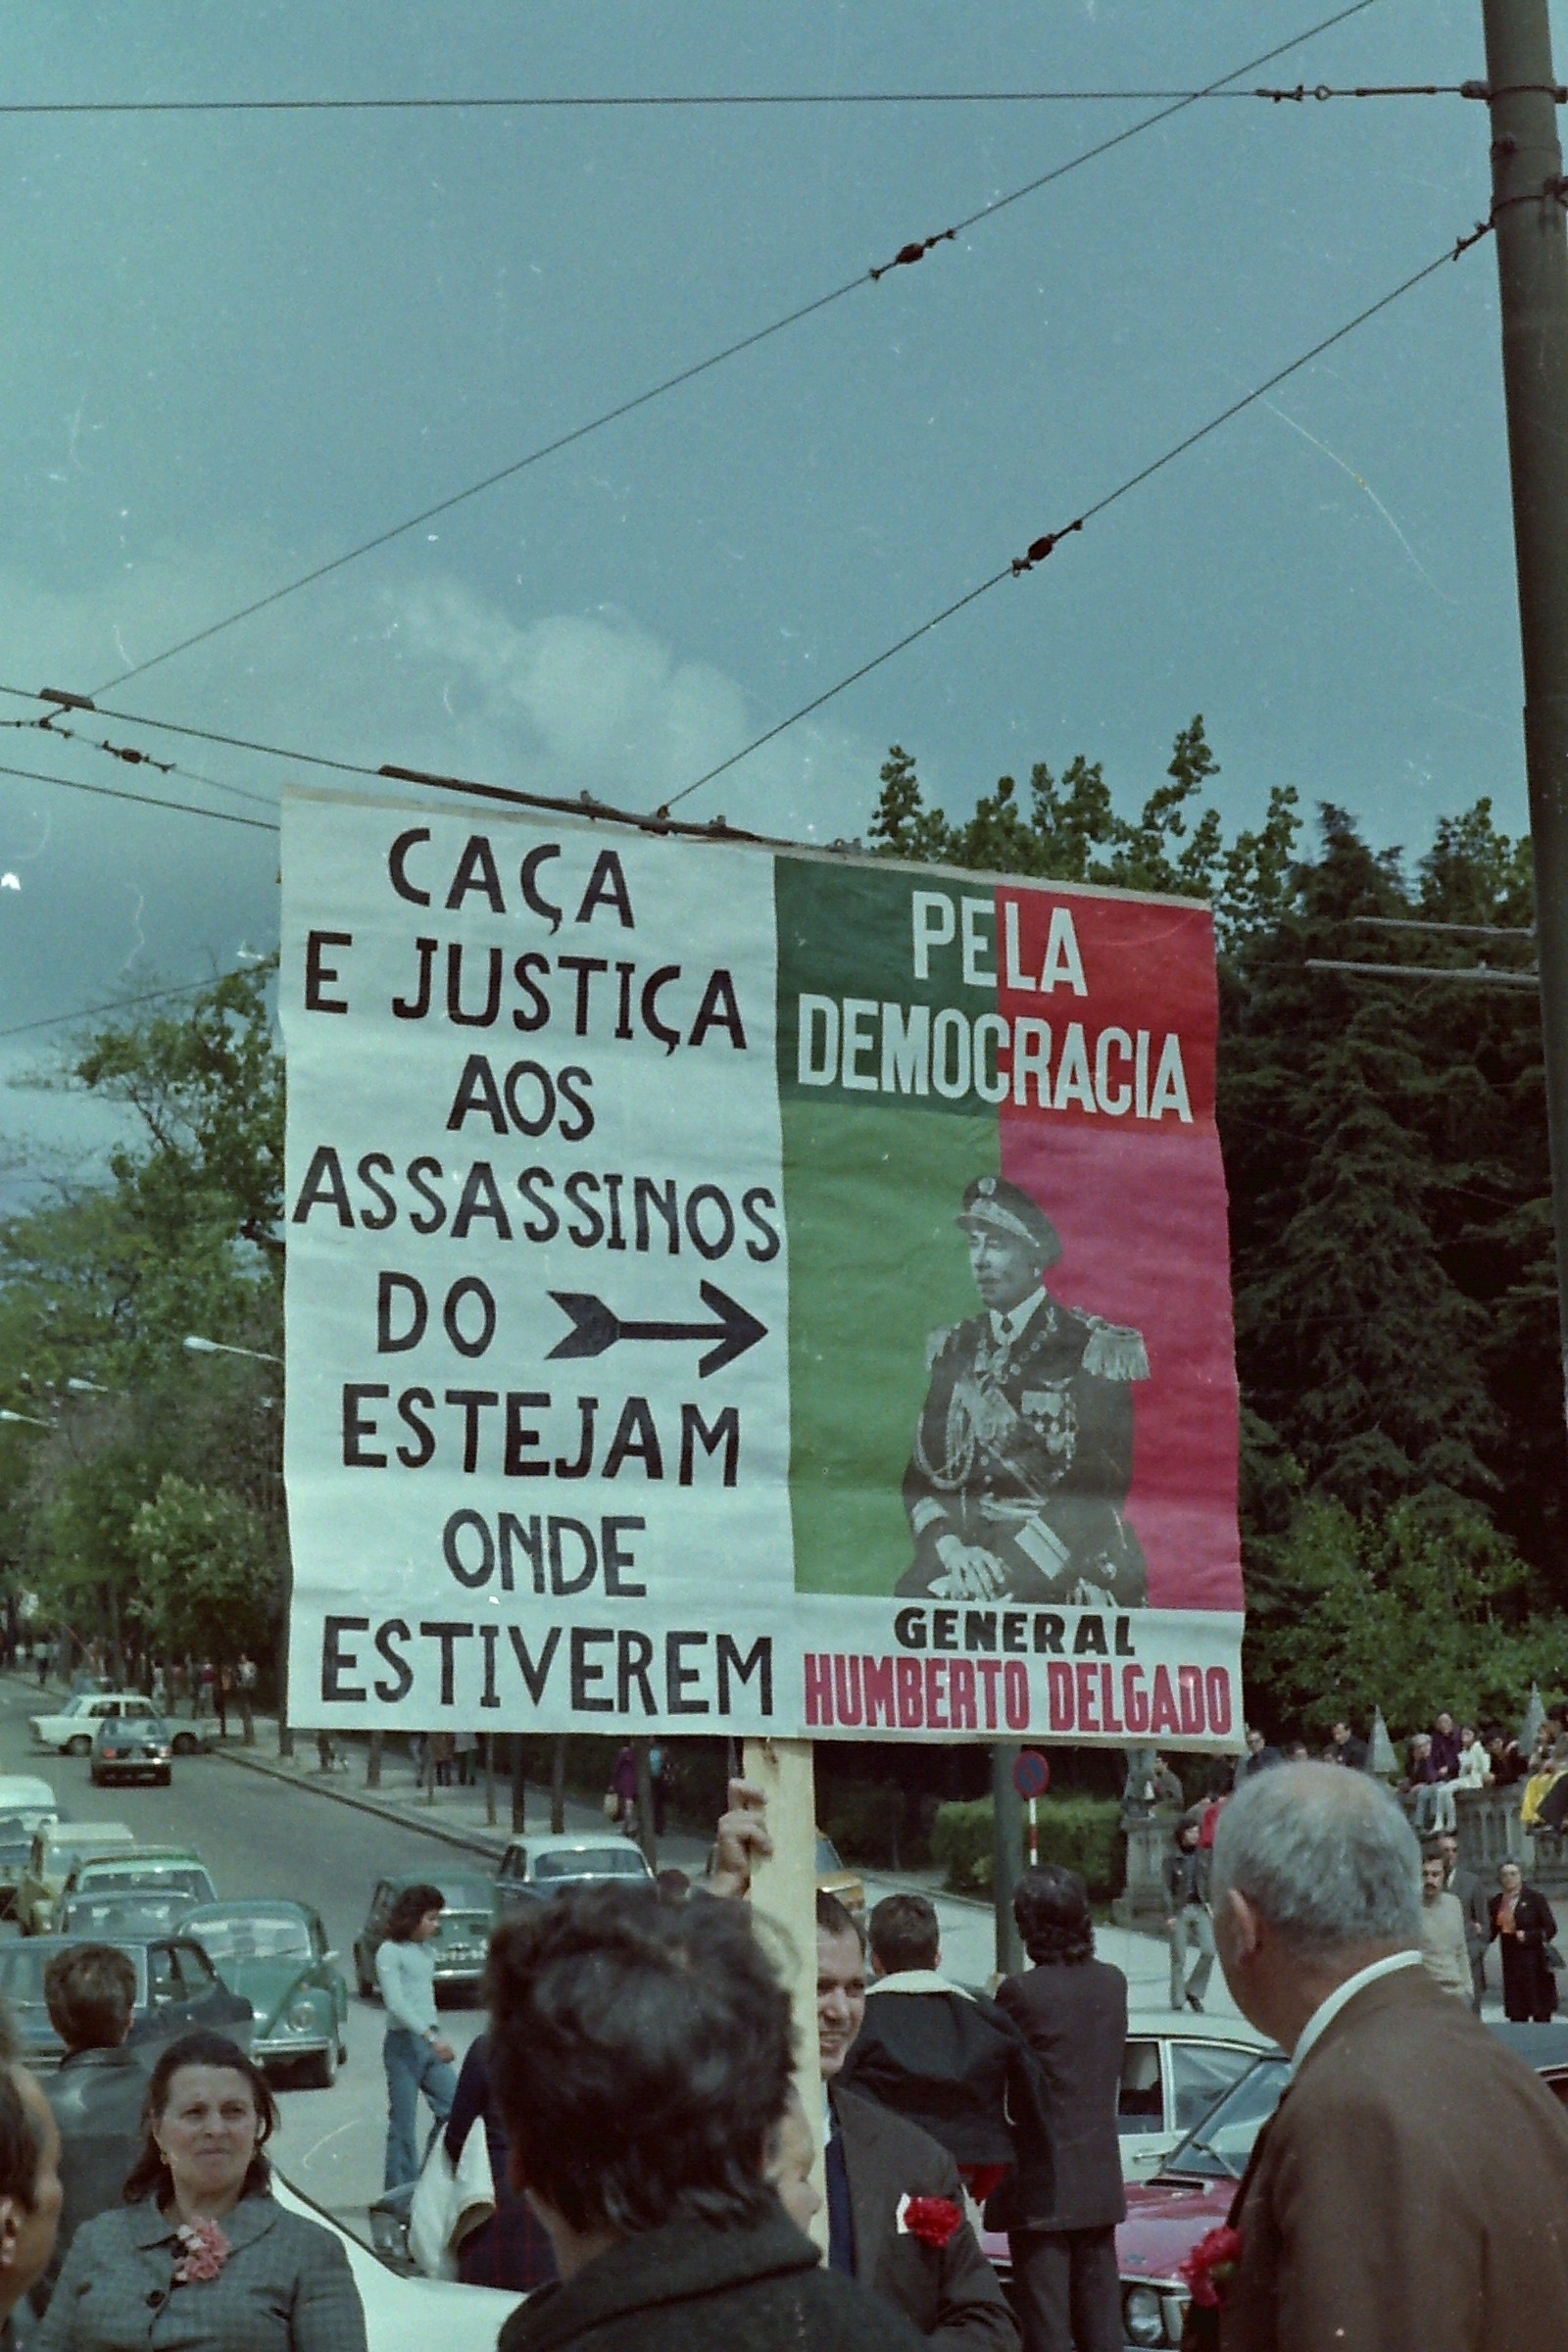 CAÇA
E JUSTIÇA
AOS
ASSASSINOS
DO
ESTEJAM
ONDE
ESTIVEREM
PELA
DEMOCRACIA
GENERAL
HUMBERTO DELGADO